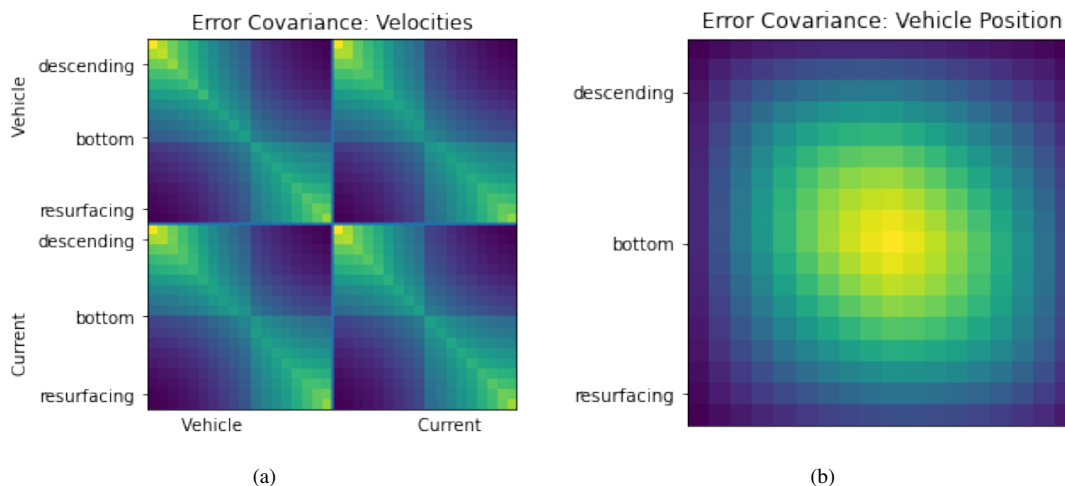 Error Covariance: Velocities
Vehicle
descending
bottom
resurfacing
Current
descending
bottom
resurfacing
Vehicle Current
(a)
Error Covariance: Vehicle Position
descending
bottom
resurfacing
(b)